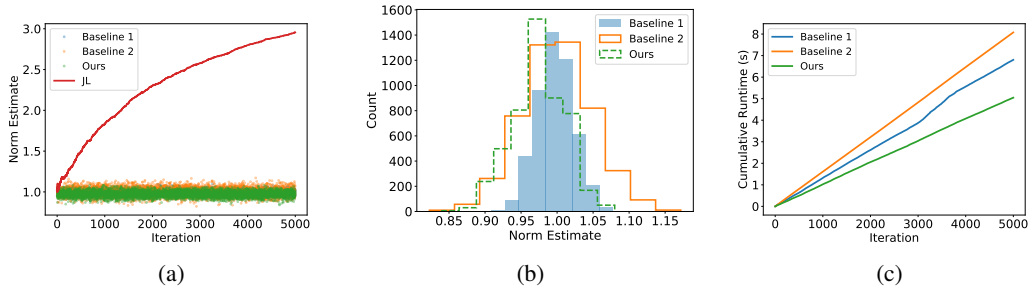 3.0
2.5
2.0
1.5
1.0
Norm Estimate
Baseline 1
Baseline 2
Ours
JL
0 1000 2000 3000 4000 5000
Iteration
(a)
1600
1400
1200
1000
800
600
400
200
0
Count
Baseline 1
Baseline 2
Ours
0.85 0.90 0.95 1.00 1.05 1.10 1.15
Norm Estimate
(b)
8
7
6
5
4
3
2
1
0
Cumulative Runtime (s)
Baseline 1
Baseline 2
Ours
0 1000 2000 3000 4000 5000
Iteration
(c)